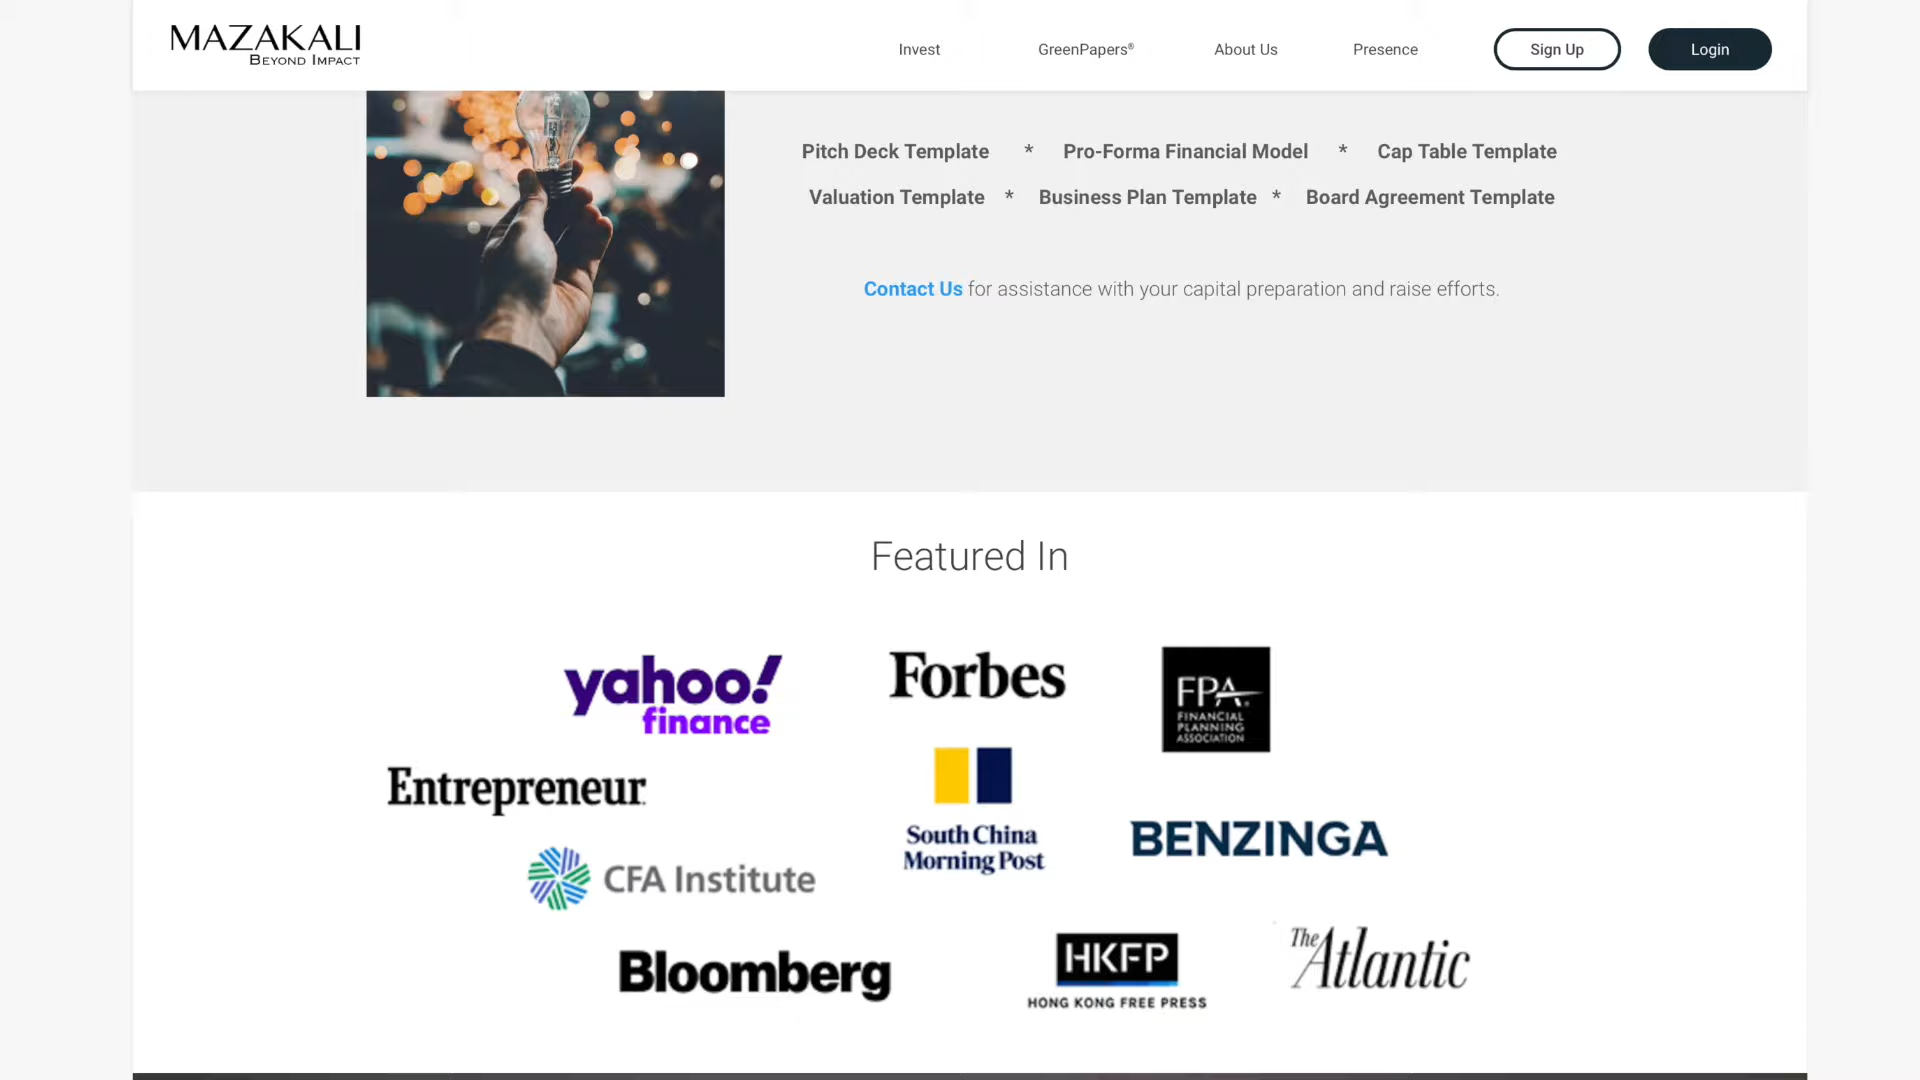 MAZAKALI
BEYOND IMPACT
Invest GreenPapers® About Us Presence Sign Up Login
Pitch Deck Template * Pro-Forma Financial Model * Cap Table Template
Valuation Template * Business Plan Template * Board Agreement Template
Contact Us for assistance with your capital preparation and raise efforts.
Featured In
yahoo!
finance
Forbes
FPA
FINANCIAL
PLANNING
ASSOCIATION
Entrepreneur
South China
Morning Post
BENZINGA
CFA Institute
Bloomberg
HKFP
HONG KONG FREE PRESS
The Atlantic